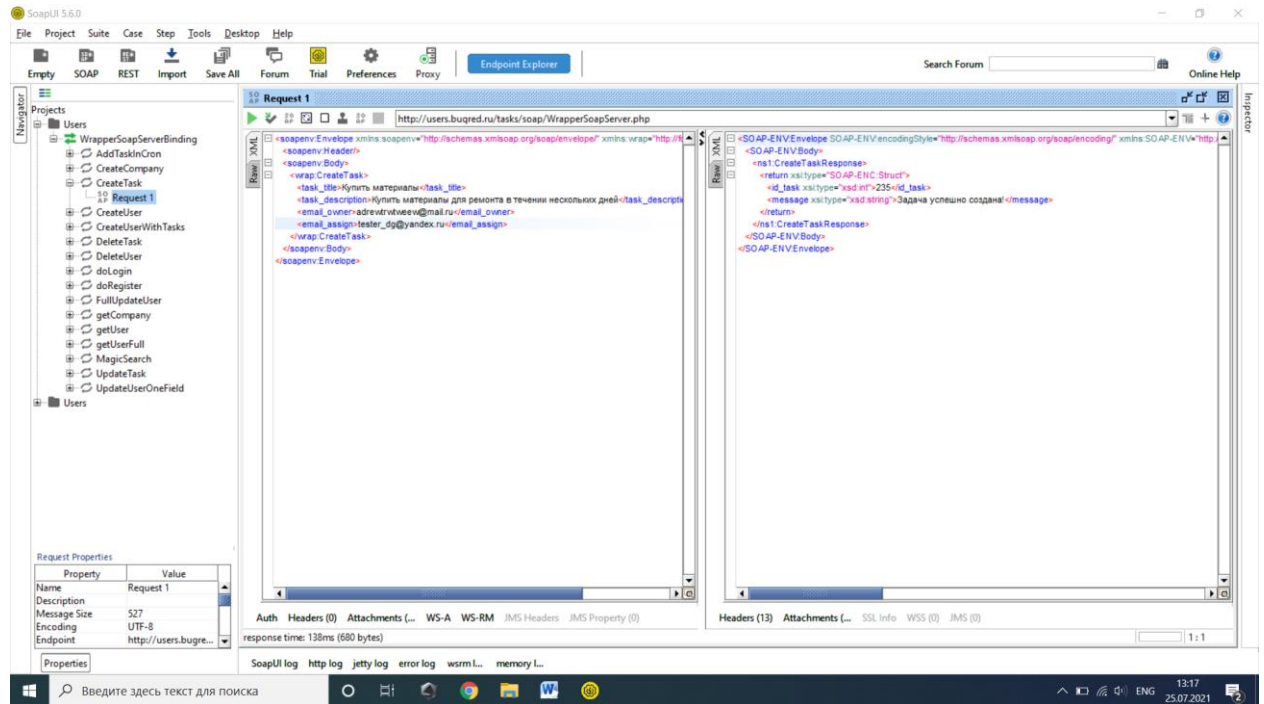 SoapUI 5.6.0
File Project Suite Case Step Tools Desktop Help
Empty SOAP REST Import Save All Forum Trial Preferences Proxy Endpoint Explorer Search Forum Online Help
Navigator
Projects
Users
WrapperSoapServerBinding
AddTaskInCron
CreateCompany
CreateTask
Request 1
CreateUser
CreateUserWithTasks
DeleteTask
DeleteUser
doLogin
doRegister
FullUpdateUser
getCompany
getUser
getUserFull
MagicSearch
UpdateTask
UpdateUserOneField
Users
Request Properties
Property Value
Name Request 1
Description
Message Size 527
Encoding UTF-8
Endpoint http://users.bugre...
Properties
SOAP Request 1
http://users.bugred.ru/tasks/soap/WrapperSoapServer.php
XML
Raw
<soapenv:Envelope xmlns:soapenv="http://schemas.xmlsoap.org/soap/envelope/" xmlns:wrap="http://fo
<soapenv:Header/>
<soapenv:Body>
<wrap:CreateTask>
<task_title>Купить материалы</task_title>
<task_description>Купить материалы для ремонта в течении нескольких дней</task_descripti
<email_owner>adrewtrwtweew@mail.ru</email_owner>
<email_assign>tester_dg@yandex.ru</email_assign>
</wrap:CreateTask>
</soapenv:Body>
</soapenv:Envelope>
Auth Headers (0) Attachments (... WS-A WS-RM JMS Headers JMS Property (0)
XML
Raw
<SOAP-ENV:Envelope SOAP-ENV:encodingStyle="http://schemas.xmlsoap.org/soap/encoding/" xmlns:SOAP-ENV="http:/
<SOAP-ENV:Body>
<ns1:CreateTaskResponse>
<return xsi:type="SOAP-ENC:Struct">
<id_task xsi:type="xsd:int">235</id_task>
<message xsi:type="xsd:string">Задача успешно создана!</message>
</return>
</ns1:CreateTaskResponse>
</SOAP-ENV:Body>
</SOAP-ENV:Envelope>
Headers (13) Attachments (... SSL Info WSS (0) JMS (0)
response time: 138ms (680 bytes) 1 : 1
Inspector
SoapUI log http log jetty log error log wsrm l... memory l...
Введите здесь текст для поиска
ENG 13:17
25.07.2021
2